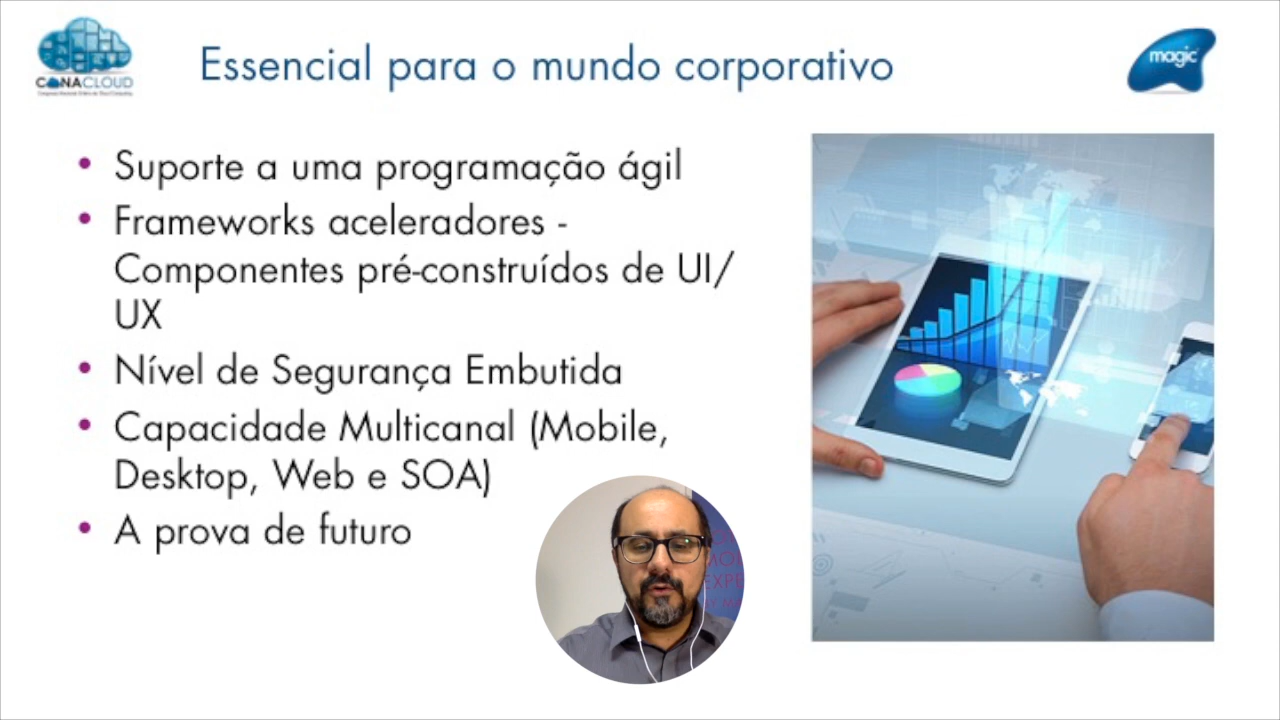 CONACLOUD
Essencial para o mundo corporativo
magic
• Suporte a uma programação ágil
• Frameworks aceleradores -
Componentes pré-construídos de UI/
UX
• Nível de Segurança Embutida
• Capacidade Multicanal (Mobile,
Desktop, Web e SOA)
• A prova de futuro